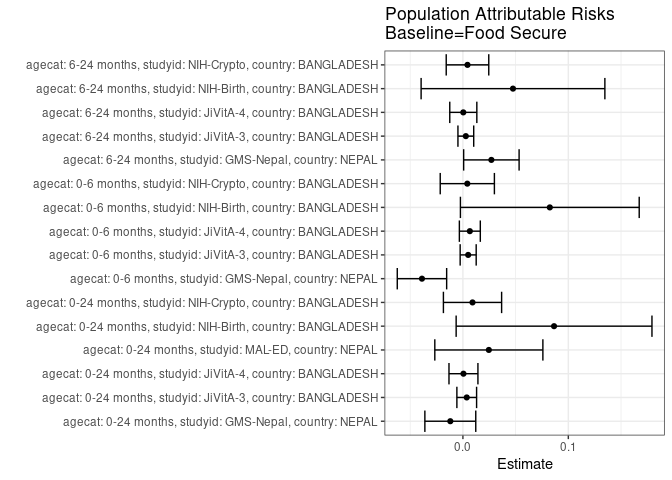 Population Attributable Risks
Baseline=Food Secure
agecat: 6-24 months, studyid: NIH-Crypto, country: BANGLADESH
agecat: 6-24 months, studyid: NIH-Birth, country: BANGLADESH
agecat: 6-24 months, studyid: JiVitA-4, country: BANGLADESH
agecat: 6-24 months, studyid: JiVitA-3, country: BANGLADESH
agecat: 6-24 months, studyid: GMS-Nepal, country: NEPAL
agecat: 0-6 months, studyid: NIH-Crypto, country: BANGLADESH
agecat: 0-6 months, studyid: NIH-Birth, country: BANGLADESH
agecat: 0-6 months, studyid: JiVitA-4, country: BANGLADESH
agecat: 0-6 months, studyid: JiVitA-3, country: BANGLADESH
agecat: 0-6 months, studyid: GMS-Nepal, country: NEPAL
agecat: 0-24 months, studyid: NIH-Crypto, country: BANGLADESH
agecat: 0-24 months, studyid: NIH-Birth, country: BANGLADESH
agecat: 0-24 months, studyid: MAL-ED, country: NEPAL
agecat: 0-24 months, studyid: JiVitA-4, country: BANGLADESH
agecat: 0-24 months, studyid: JiVitA-3, country: BANGLADESH
agecat: 0-24 months, studyid: GMS-Nepal, country: NEPAL
0.0 0.1
Estimate